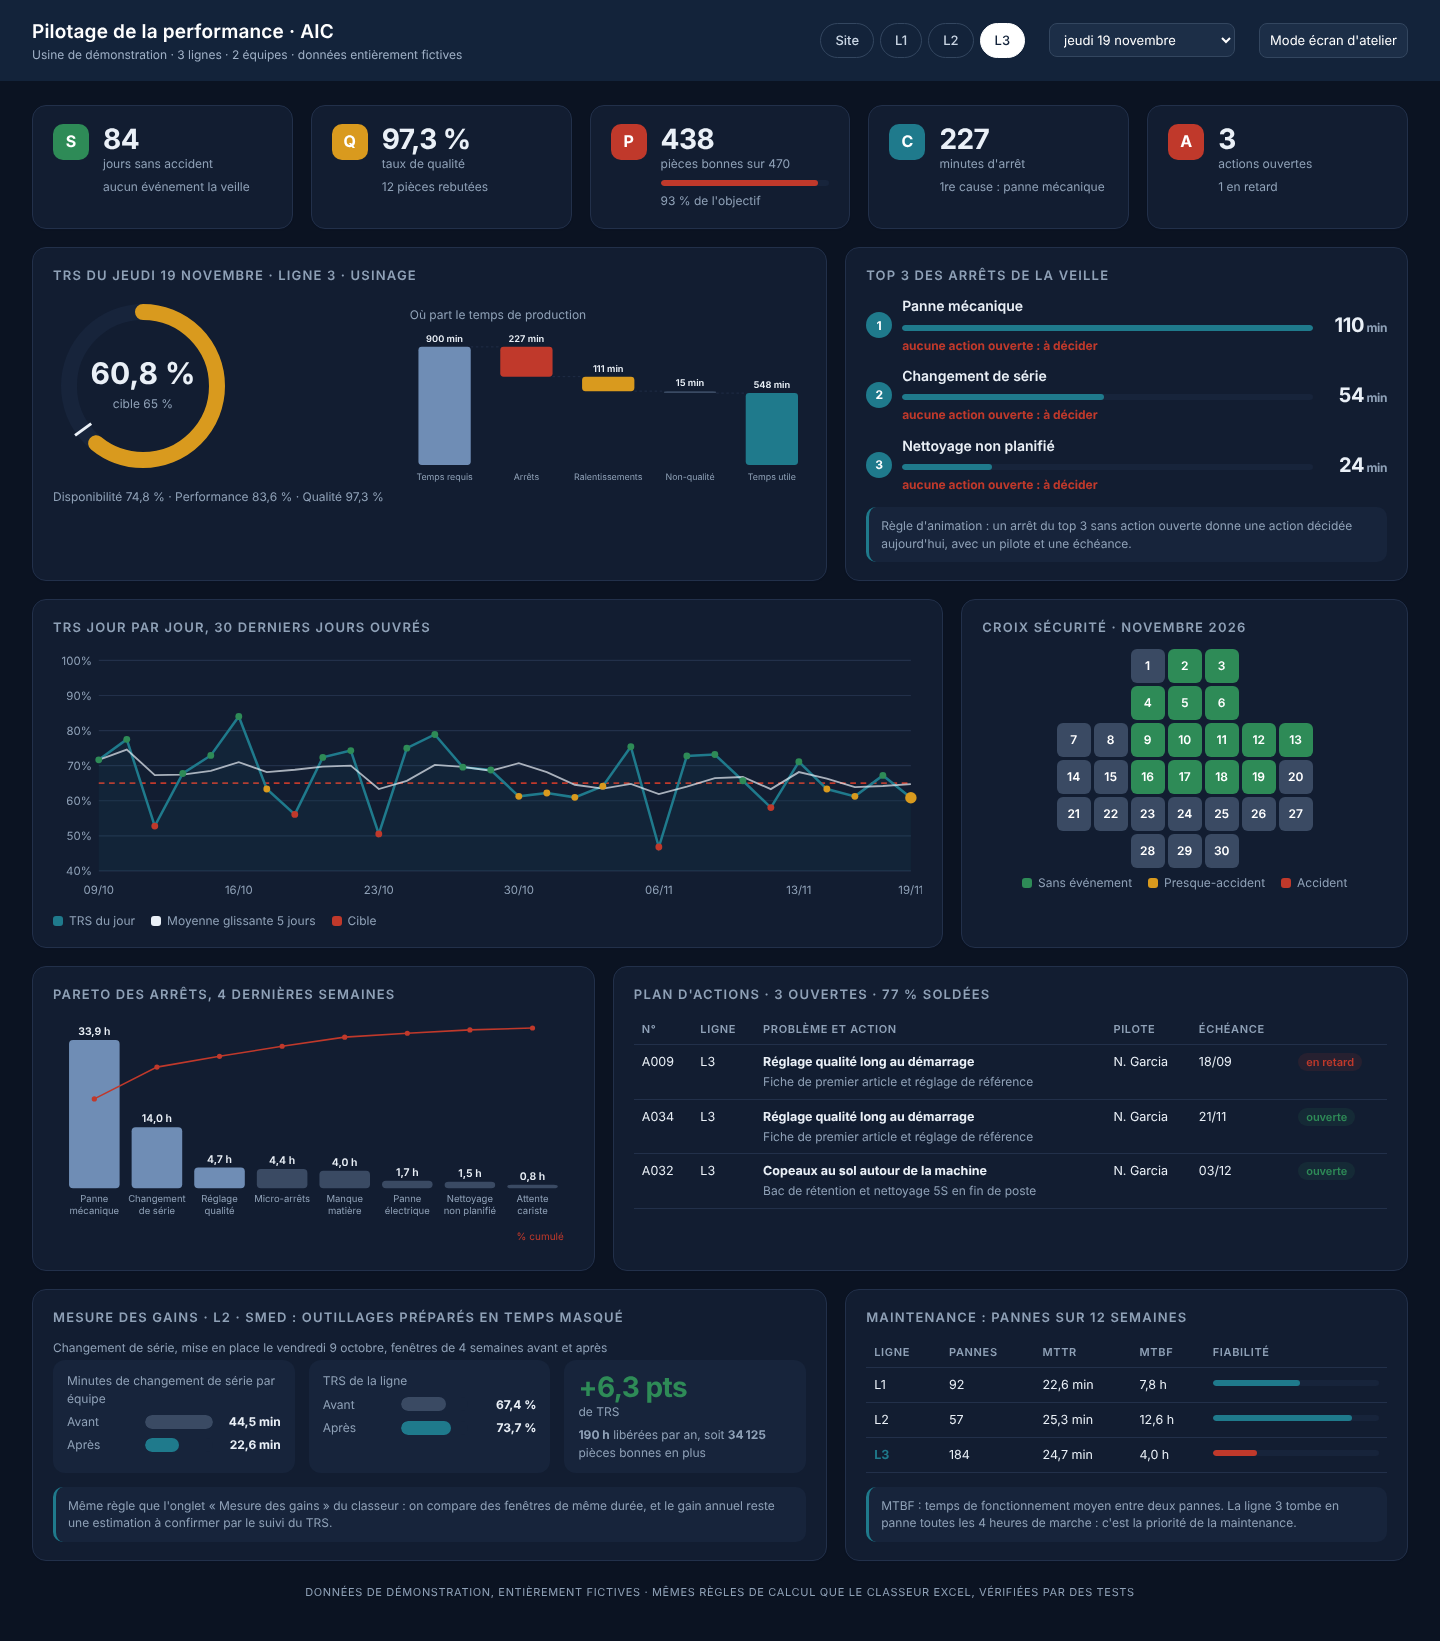 Pilotage de la performance · AIC
Usine de démonstration · 3 lignes · 2 équipes · données entièrement fictives
Site
L1
L2
L3
jeudi 19 novembre
Mode écran d'atelier
S
84
jours sans accident
aucun événement la veille
Q
97,3 %
taux de qualité
12 pièces rebutées
P
438
pièces bonnes sur 470
93 % de l'objectif
C
227
minutes d'arrêt
1re cause : panne mécanique
A
3
actions ouvertes
1 en retard
TRS DU JEUDI 19 NOVEMBRE · LIGNE 3 · USINAGE
60,8 %
cible 65 %
Disponibilité 74,8 % · Performance 83,6 % · Qualité 97,3 %
Où part le temps de production
900 min
227 min
111 min
15 min
548 min
Temps requis
Arrêts
Ralentissements
Non-qualité
Temps utile
TOP 3 DES ARRÊTS DE LA VEILLE
1
Panne mécanique
110 min
aucune action ouverte : à décider
2
Changement de série
54 min
aucune action ouverte : à décider
3
Nettoyage non planifié
24 min
aucune action ouverte : à décider
Règle d'animation : un arrêt du top 3 sans action ouverte donne une action décidée
aujourd'hui, avec un pilote et une échéance.
TRS JOUR PAR JOUR, 30 DERNIERS JOURS OUVRÉS
100%
90%
80%
70%
60%
50%
40%
09/10
16/10
23/10
30/10
06/11
13/11
19/11
TRS du jour
Moyenne glissante 5 jours
Cible
CROIX SÉCURITÉ · NOVEMBRE 2026
1 2 3
4 5 6
7 8 9 10 11 12 13
14 15 16 17 18 19 20
21 22 23 24 25 26 27
28 29 30
Sans événement
Presque-accident
Accident
PARETO DES ARRÊTS, 4 DERNIÈRES SEMAINES
33,9 h
14,0 h
4,7 h
4,4 h
4,0 h
1,7 h
1,5 h
0,8 h
Panne
mécanique
Changement
de série
Réglage
qualité
Micro-arrêts
Manque
matière
Panne
électrique
Nettoyage
non planifié
Attente
cariste
% cumulé
PLAN D'ACTIONS · 3 OUVERTES · 77 % SOLDÉES
N° LIGNE PROBLÈME ET ACTION PILOTE ÉCHÉANCE
A009 L3 Réglage qualité long au démarrage N. Garcia 18/09 en retard
Fiche de premier article et réglage de référence
A034 L3 Réglage qualité long au démarrage N. Garcia 21/11 ouverte
Fiche de premier article et réglage de référence
A032 L3 Copeaux au sol autour de la machine N. Garcia 03/12 ouverte
Bac de rétention et nettoyage 5S en fin de poste
MESURE DES GAINS · L2 · SMED : OUTILLAGES PRÉPARÉS EN TEMPS MASQUÉ
Changement de série, mise en place le vendredi 9 octobre, fenêtres de 4 semaines avant et après
Minutes de changement de série par
équipe
Avant 44,5 min
Après 22,6 min
TRS de la ligne
Avant 67,4 %
Après 73,7 %
+6,3 pts
de TRS
190 h libérées par an, soit 34 125
pièces bonnes en plus
Même règle que l'onglet « Mesure des gains » du classeur : on compare des fenêtres de même durée, et le gain annuel reste
une estimation à confirmer par le suivi du TRS.
MAINTENANCE : PANNES SUR 12 SEMAINES
LIGNE PANNES MTTR MTBF FIABILITÉ
L1 92 22,6 min 7,8 h
L2 57 25,3 min 12,6 h
L3 184 24,7 min 4,0 h
MTBF : temps de fonctionnement moyen entre deux pannes. La ligne 3 tombe en
panne toutes les 4 heures de marche : c'est la priorité de la maintenance.
DONNÉES DE DÉMONSTRATION, ENTIÈREMENT FICTIVES · MÊMES RÈGLES DE CALCUL QUE LE CLASSEUR EXCEL, VÉRIFIÉES PAR DES TESTS